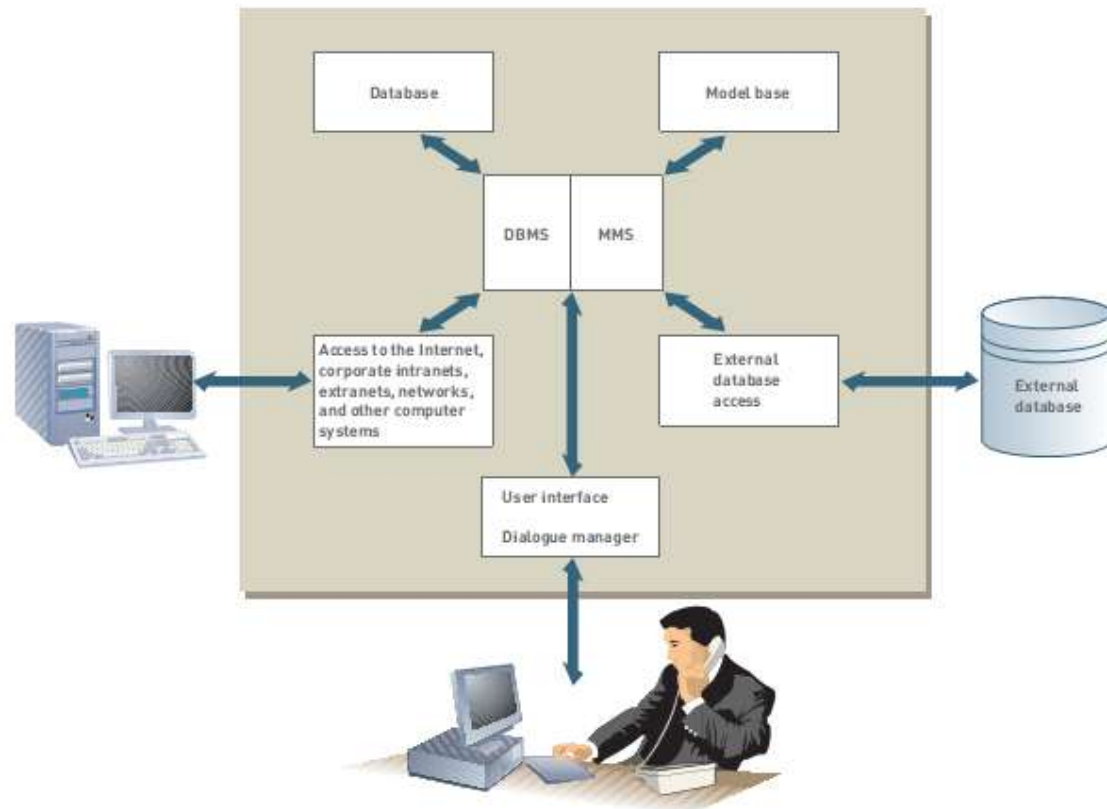 Database
Model base
DBMS
MMS
Access to the Internet,
corporate intranets,
extranets, networks,
and other computer
systems
External
database
access
External
database
User interface
Dialogue manager